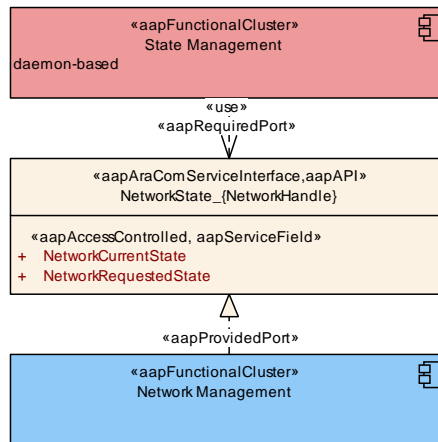 «aapFunctionalCluster»
State Management
daemon-based
«use»
«aapRequiredPort»
«aapAraComServiceInterface,aapAPI»
NetworkState_{NetworkHandle}
«aapAccessControlled, aapServiceField»
+ NetworkCurrentState
+ NetworkRequestedState
«aapProvidedPort»
«aapFunctionalCluster»
Network Management